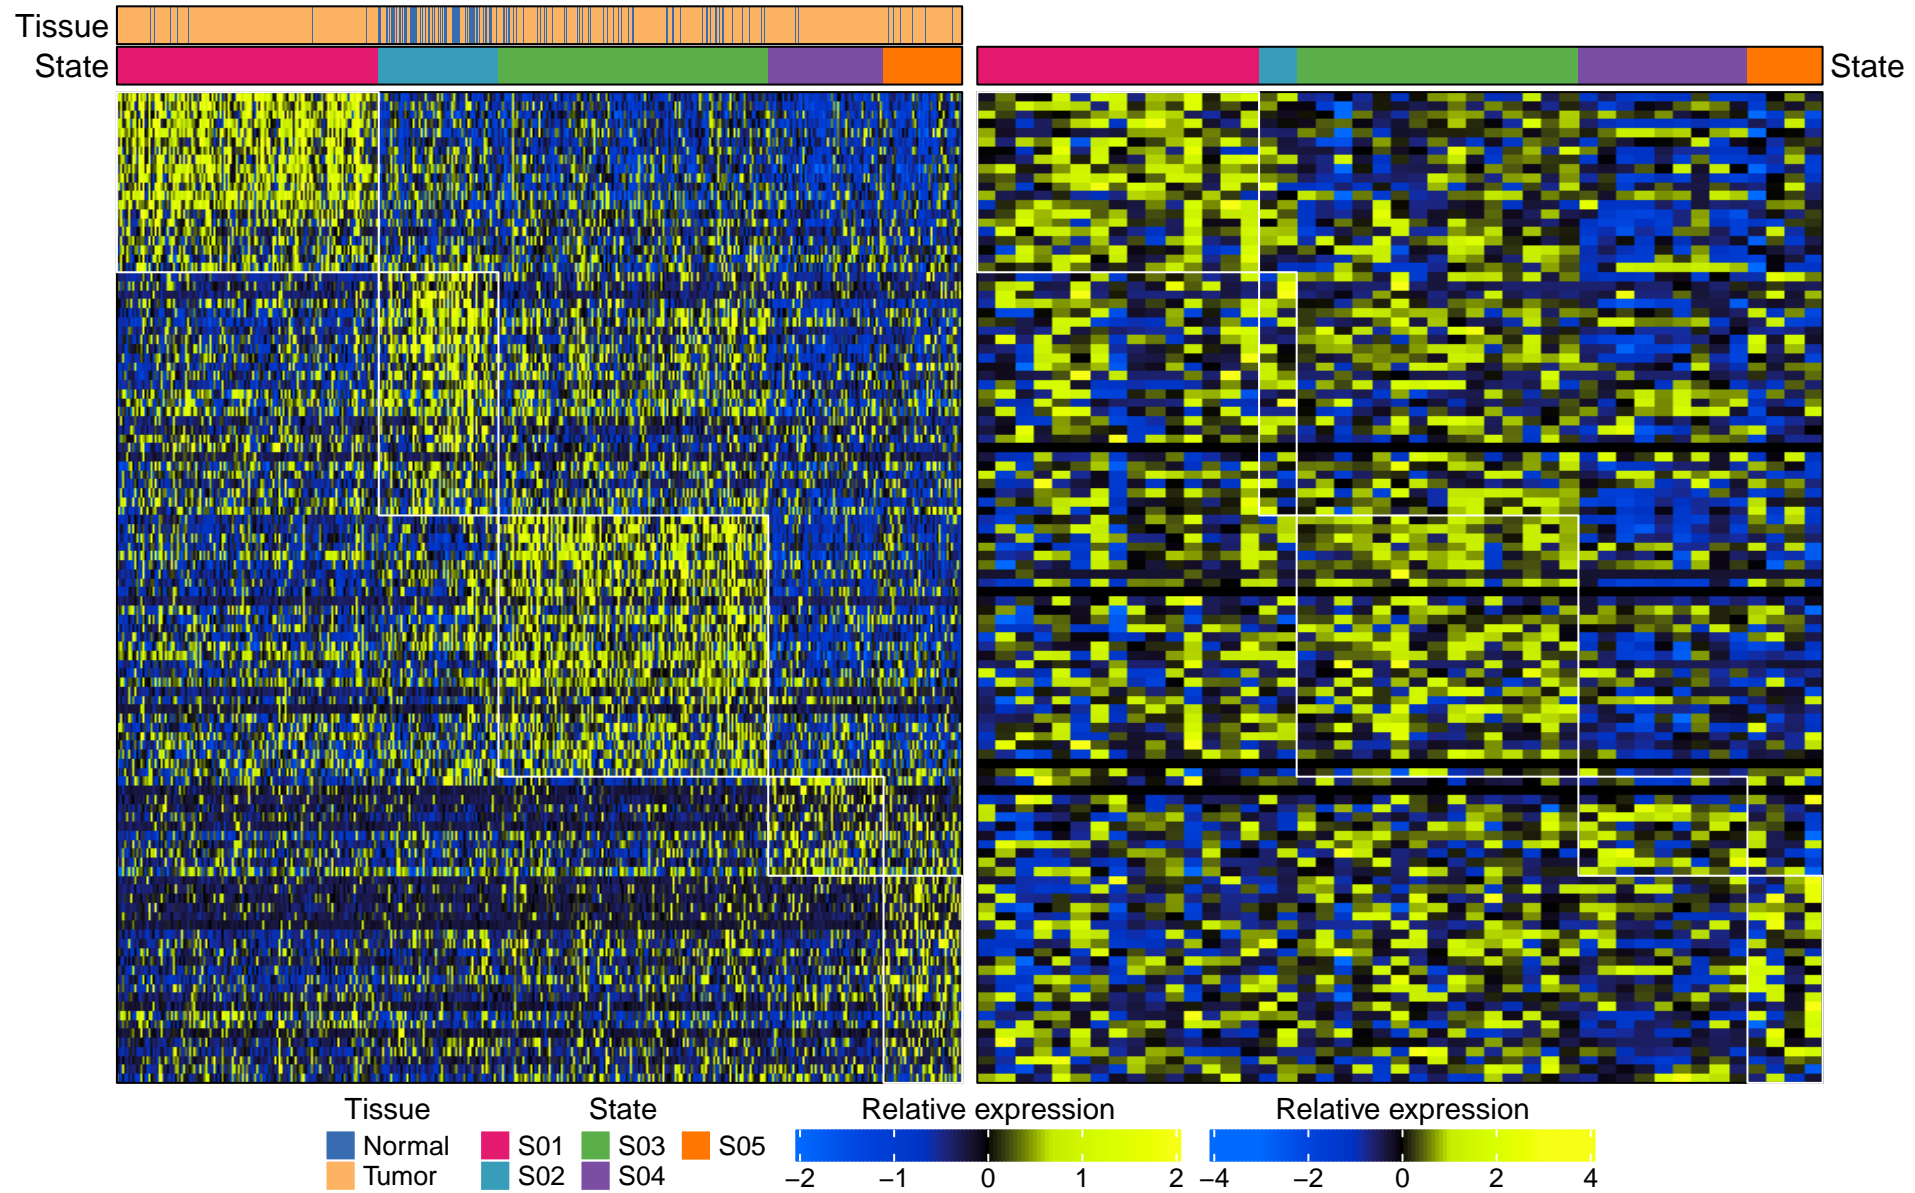 Tissue
State
State
Tissue State Relative expression Relative expression
Normal S01 S03 S05
Tumor S02 S04
−2 −1 0 1 2 −4 −2 0 2 4